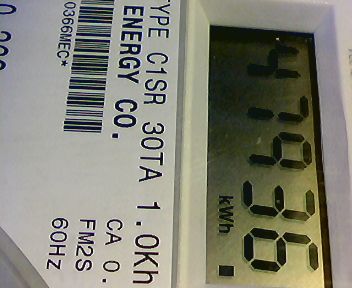 47936
kWh
TYPE C1SR 30TA 1.0Kh
ENERGY CO. CA 0.
FM2S
0366MEC* 60HZ